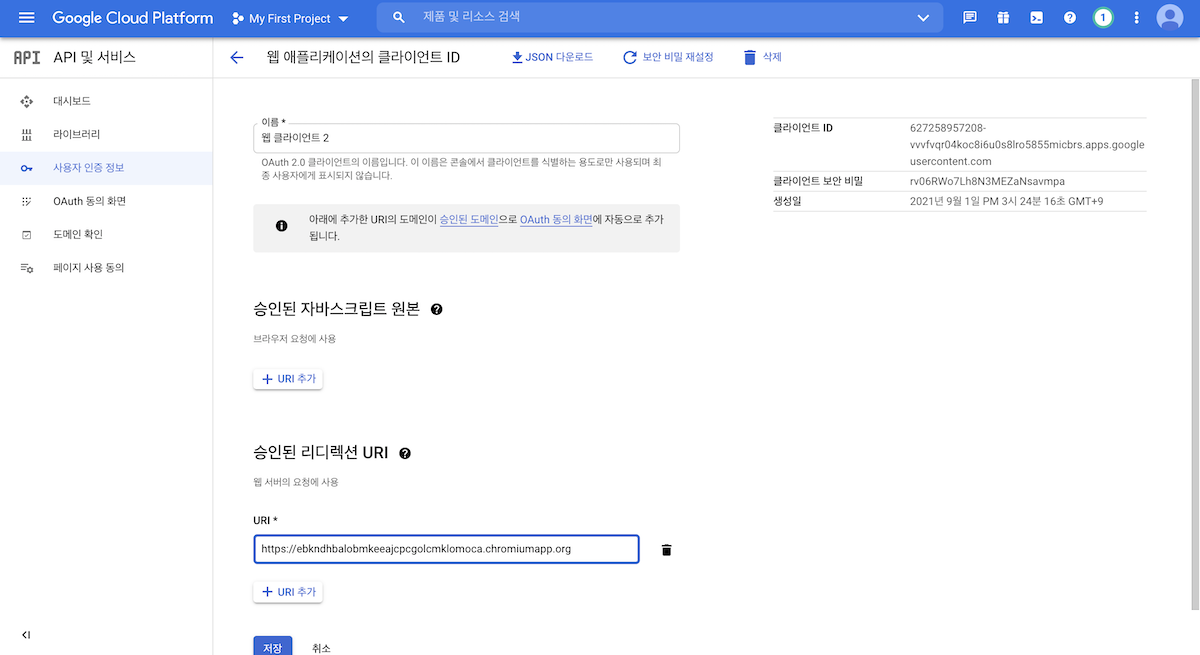 Google Cloud Platform
My First Project
제품 및 리소스 검색
1
API
API 및 서비스
웹 애플리케이션의 클라이언트 ID
JSON 다운로드
보안 비밀 재설정
삭제
대시보드
라이브러리
사용자 인증 정보
OAuth 동의 화면
도메인 확인
페이지 사용 동의
이름 *
웹 클라이언트 2
OAuth 2.0 클라이언트의 이름입니다. 이 이름은 콘솔에서 클라이언트를 식별하는 용도로만 사용되며 최
종 사용자에게 표시되지 않습니다.
아래에 추가한 URI의 도메인이 승인된 도메인으로 OAuth 동의 화면에 자동으로 추가
됩니다.
클라이언트 ID
627258957208-
vvvfvqr04koc8i6u0s8lro5855micbrs.apps.google
usercontent.com
클라이언트 보안 비밀
rv06RWo7Lh8N3MEZaNsavmpa
생성일
2021년 9월 1일 PM 3시 24분 16초 GMT+9
승인된 자바스크립트 원본
브라우저 요청에 사용
URI 추가
승인된 리디렉션 URI
웹 서버의 요청에 사용
URI *
https://ebkndhbalobmkeeajcpcgolcmklomoca.chromiumapp.org
URI 추가
저장
취소